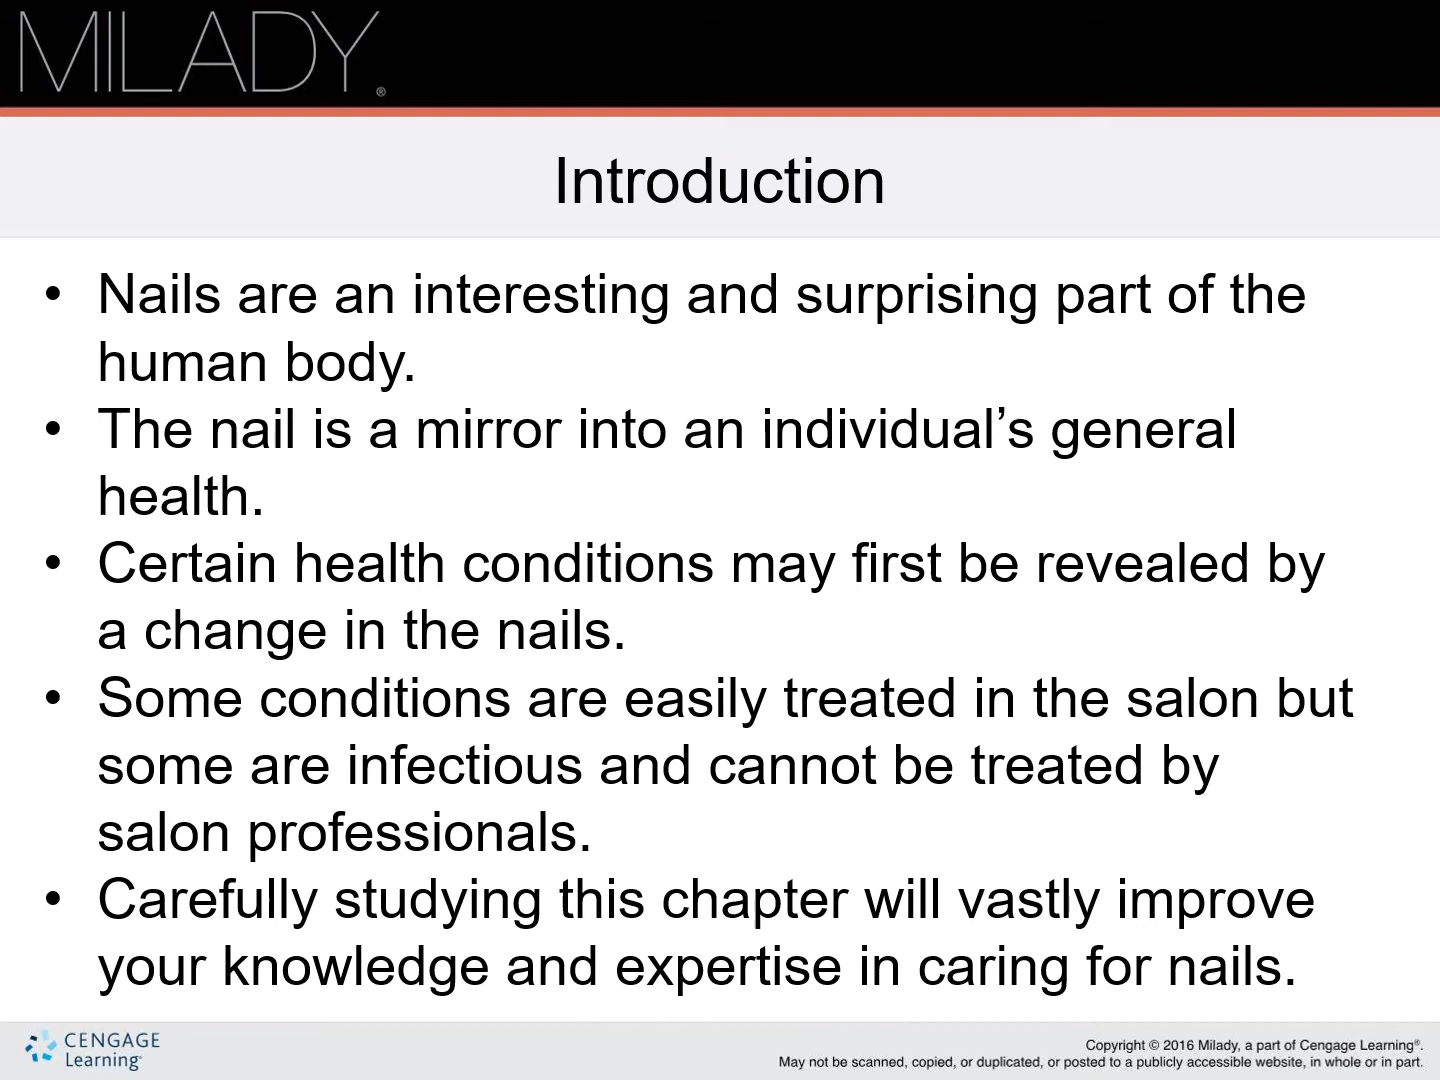 MILADY®
Introduction
• Nails are an interesting and surprising part of the
human body.
• The nail is a mirror into an individual’s general
health.
• Certain health conditions may first be revealed by
a change in the nails.
• Some conditions are easily treated in the salon but
some are infectious and cannot be treated by
salon professionals.
• Carefully studying this chapter will vastly improve
your knowledge and expertise in caring for nails.
CENGAGE
Learning®
Copyright © 2016 Milady, a part of Cengage Learning®.
May not be scanned, copied, or duplicated, or posted to a publicly accessible website, in whole or in part.